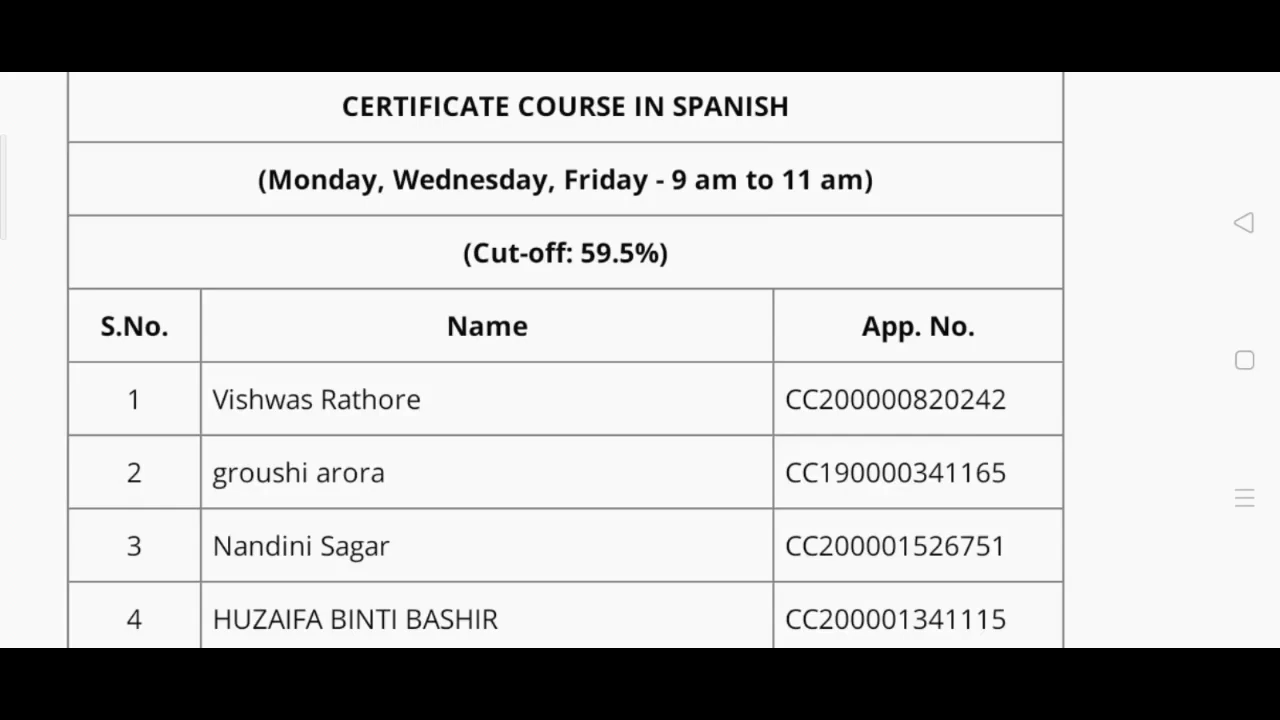 CERTIFICATE COURSE IN SPANISH
(Monday, Wednesday, Friday - 9 am to 11 am)
(Cut-off: 59.5%)
S.No. Name App. No.
1 Vishwas Rathore CC200000820242
2 groushi arora CC190000341165
3 Nandini Sagar CC200001526751
4 HUZAIFA BINTI BASHIR CC200001341115